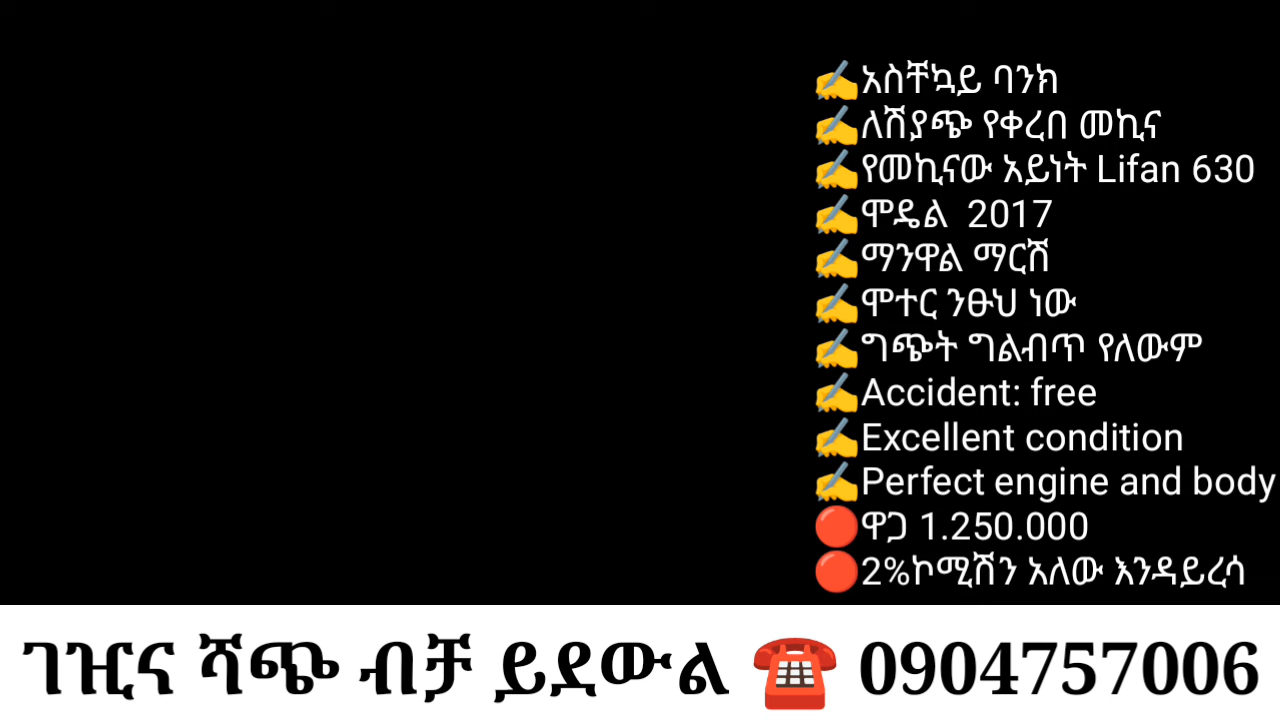 ✍️አስቸኳይ ባንክ
✍️ለሽያጭ የቀረበ መኪና
✍️የመኪናው አይነት Lifan 630
✍️ሞዴል 2017
✍️ማንዋል ማርሽ
✍️ሞተር ንፁህ ነው
✍️ግጭት ግልብጥ የለውም
✍️Accident: free
✍️Excellent condition
✍️Perfect engine and body
🔴ዋጋ 1.250.000
🔴2%ኮሚሽን አለው እንዳይረሳ
ገዢና ሻጭ ብቻ ይደውል ☎️ 0904757006